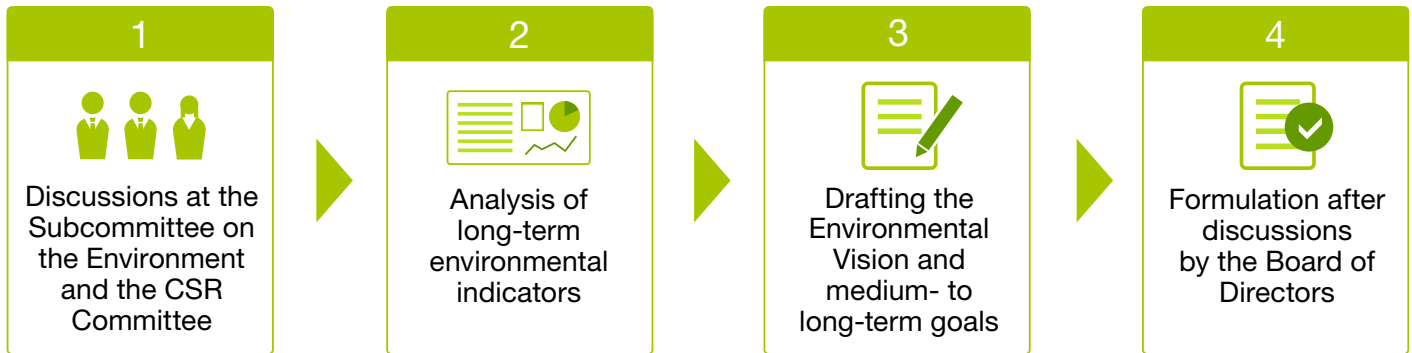 1
Discussions at the
Subcommittee on
the Environment
and the CSR
Committee
2
Analysis of
long-term
environmental
indicators
3
Drafting the
Environmental
Vision and
medium- to
long-term goals
4
Formulation after
discussions
by the Board of
Directors